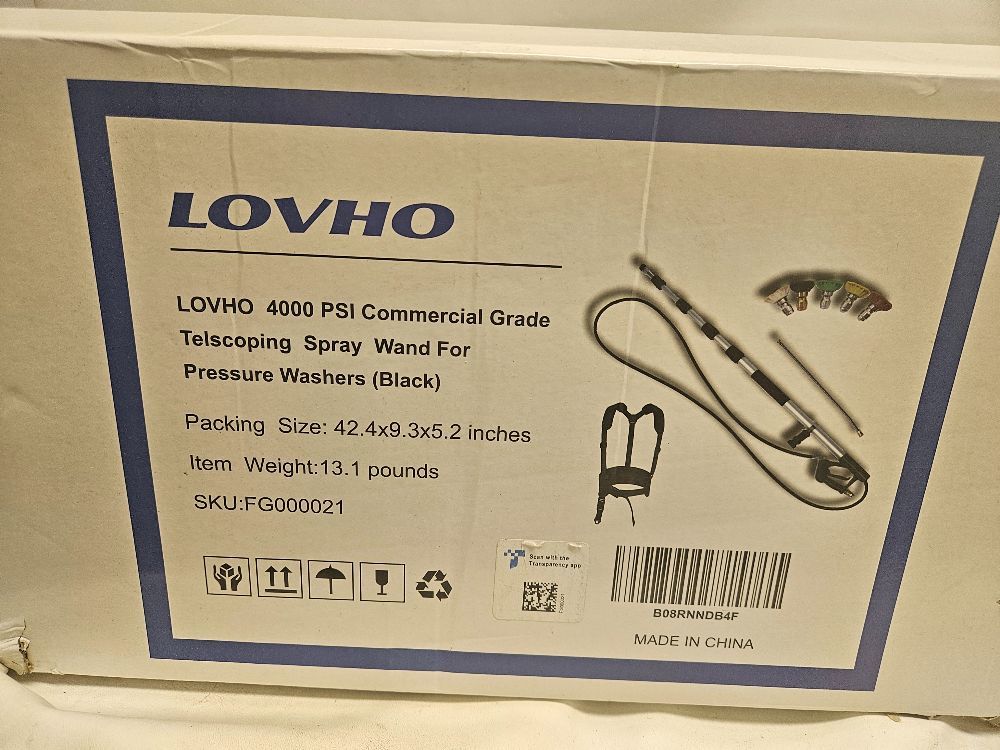 LOVHO
LOVHO 4000 PSI Commercial Grade
Telscoping Spray Wand For
Pressure Washers (Black)
Packing Size: 42.4x9.3x5.2 inches
Item Weight:13.1 pounds
SKU:FG000021
Scan with the
Transparency app
B08RNNDB4F
MADE IN CHINA